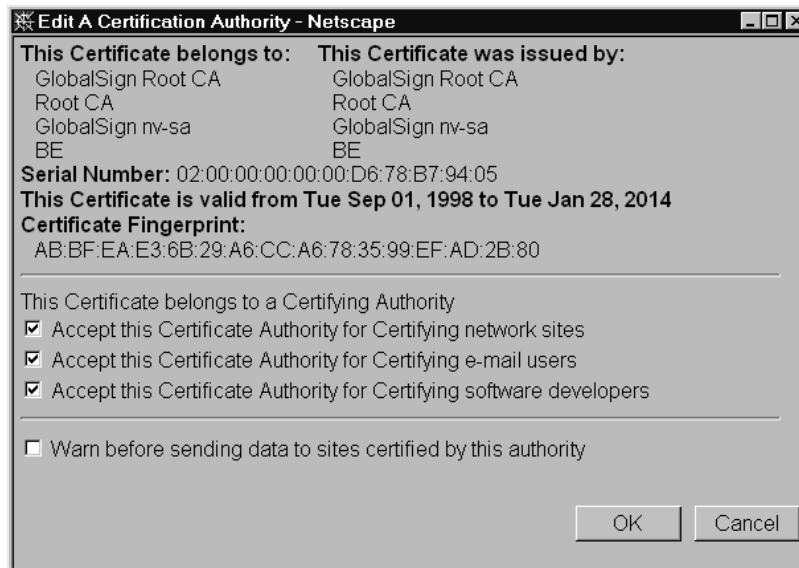 Edit A Certification Authority - Netscape
This Certificate belongs to: This Certificate was issued by:
GlobalSign Root CA GlobalSign Root CA
Root CA Root CA
GlobalSign nv-sa GlobalSign nv-sa
BE BE
Serial Number: 02:00:00:00:00:00:D6:78:B7:94:05
This Certificate is valid from Tue Sep 01, 1998 to Tue Jan 28, 2014
Certificate Fingerprint:
AB:BF:EA:E3:6B:29:A6:CC:A6:78:35:99:EF:AD:2B:80
This Certificate belongs to a Certifying Authority
Accept this Certificate Authority for Certifying network sites
Accept this Certificate Authority for Certifying e-mail users
Accept this Certificate Authority for Certifying software developers
Warn before sending data to sites certified by this authority
OK Cancel